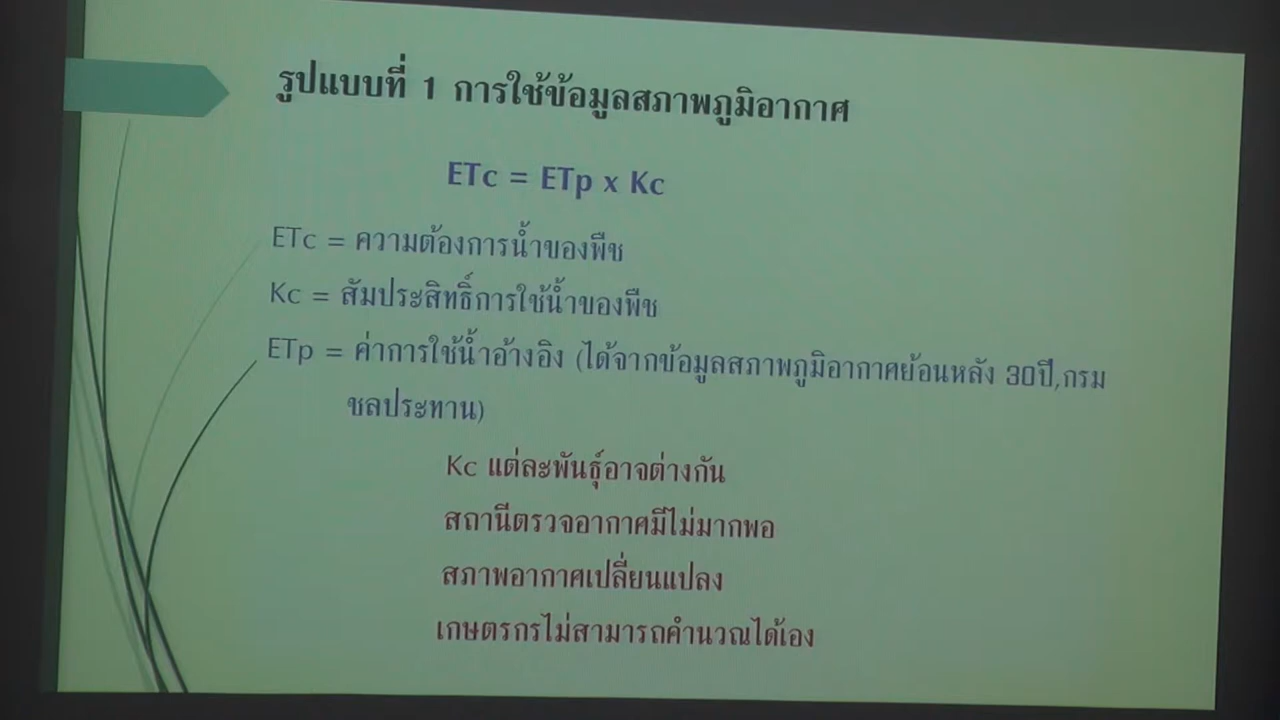 รูปแบบที่ 1 การใช้ข้อมูลสภาพภูมิอากาศ
ETc = ETp x Kc
ETc = ความต้องการน้ำของพืช
Kc = สัมประสิทธิ์การใช้น้ำของพืช
ETp = ค่าการใช้น้ำอ้างอิง (ได้จากข้อมูลสภาพภูมิอากาศย้อนหลัง 30ปี,กรม
ชลประทาน)
Kc แต่ละพันธุ์อาจต่างกัน
สถานีตรวจอากาศมีไม่มากพอ
สภาพอากาศเปลี่ยนแปลง
เกษตรกรไม่สามารถคำนวณได้เอง